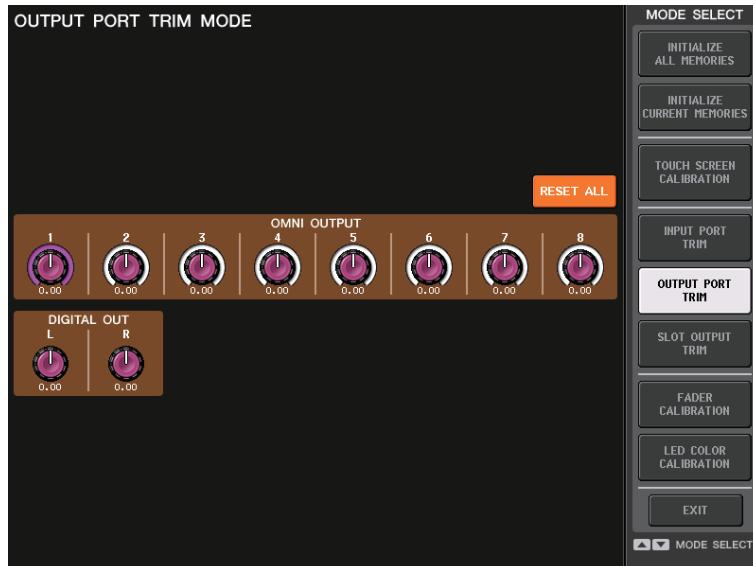 OUTPUT PORT TRIM MODE
RESET ALL
OMNI OUTPUT
1 2 3 4 5 6 7 8
0.00 0.00 0.00 0.00 0.00 0.00 0.00 0.00
DIGITAL OUT
L R
0.00 0.00
MODE SELECT
INITIALIZE
ALL MEMORIES
INITIALIZE
CURRENT MEMORIES
TOUCH SCREEN
CALIBRATION
INPUT PORT
TRIM
OUTPUT PORT
TRIM
SLOT OUTPUT
TRIM
FADER
CALIBRATION
LED COLOR
CALIBRATION
EXIT
MODE SELECT